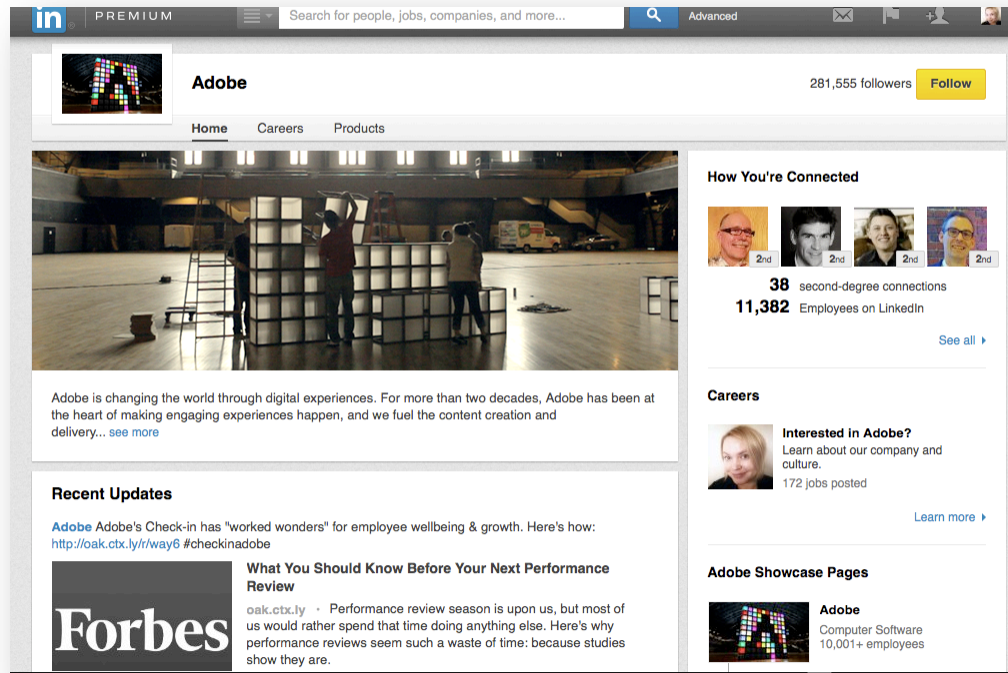 in PREMIUM Search for people, jobs, companies, and more... Advanced
Adobe
281,555 followers Follow
Home Careers Products
Adobe is changing the world through digital experiences. For more than two decades, Adobe has been at
the heart of making engaging experiences happen, and we fuel the content creation and
delivery... see more
Recent Updates
Adobe Adobe's Check-in has "worked wonders" for employee wellbeing & growth. Here's how:
http://oak.ctx.ly/r/way6 #checkinadobe
Forbes
What You Should Know Before Your Next Performance
Review
oak.ctx.ly • Performance review season is upon us, but most of
us would rather spend that time doing anything else. Here's why
performance reviews seem such a waste of time: because studies
show they are.
How You're Connected
2nd 2nd 2nd 2nd
38 second-degree connections
11,382 Employees on LinkedIn
See all
Careers
Interested in Adobe?
Learn about our company and
culture.
172 jobs posted
Learn more
Adobe Showcase Pages
Adobe
Computer Software
10,001+ employees